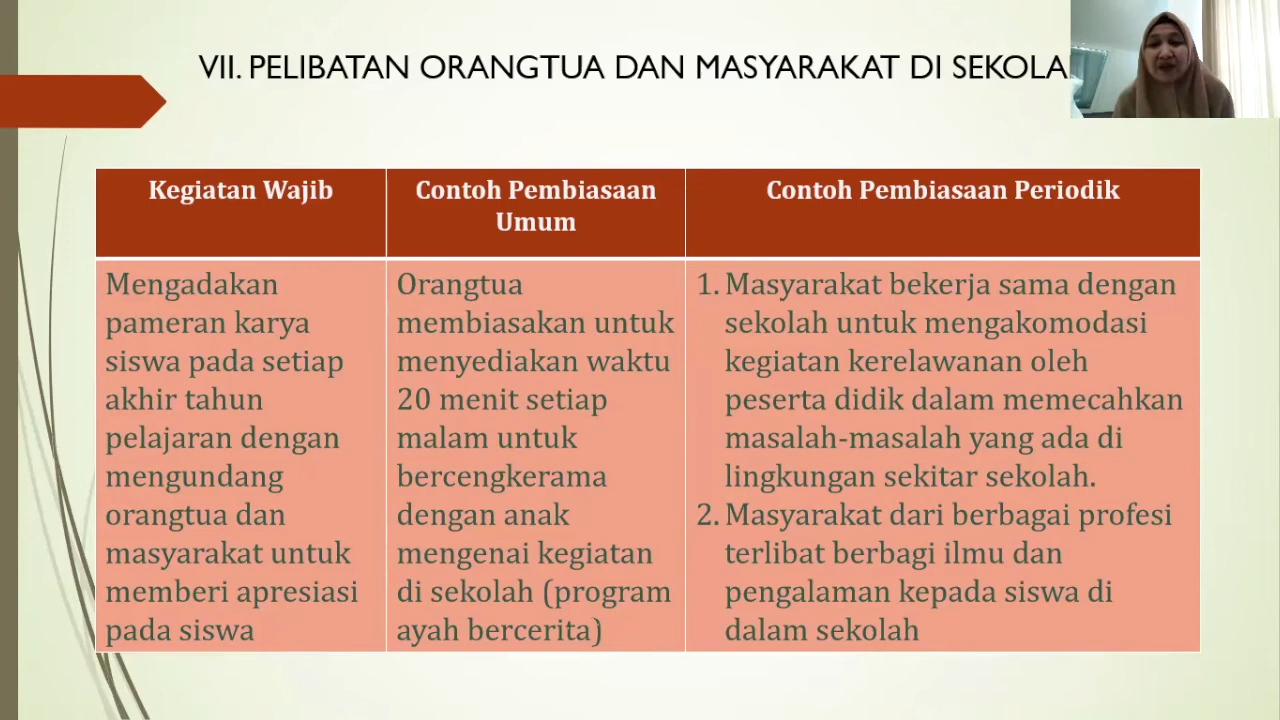 VII. PELIBATAN ORANGTUA DAN MASYARAKAT DI SEKOLA
Kegiatan Wajib
Contoh Pembiasaan
Umum
Contoh Pembiasaan Periodik
Mengadakan
pameran karya
siswa pada setiap
akhir tahun
pelajaran dengan
mengundang
orangtua dan
masyarakat untuk
memberi apresiasi
pada siswa
Orangtua
membiasakan untuk
menyediakan waktu
20 menit setiap
malam untuk
bercengkerama
dengan anak
mengenai kegiatan
di sekolah (program
ayah bercerita)
1. Masyarakat bekerja sama dengan
sekolah untuk mengakomodasi
kegiatan kerelawanan oleh
peserta didik dalam memecahkan
masalah-masalah yang ada di
lingkungan sekitar sekolah.
2. Masyarakat dari berbagai profesi
terlibat berbagi ilmu dan
pengalaman kepada siswa di
dalam sekolah